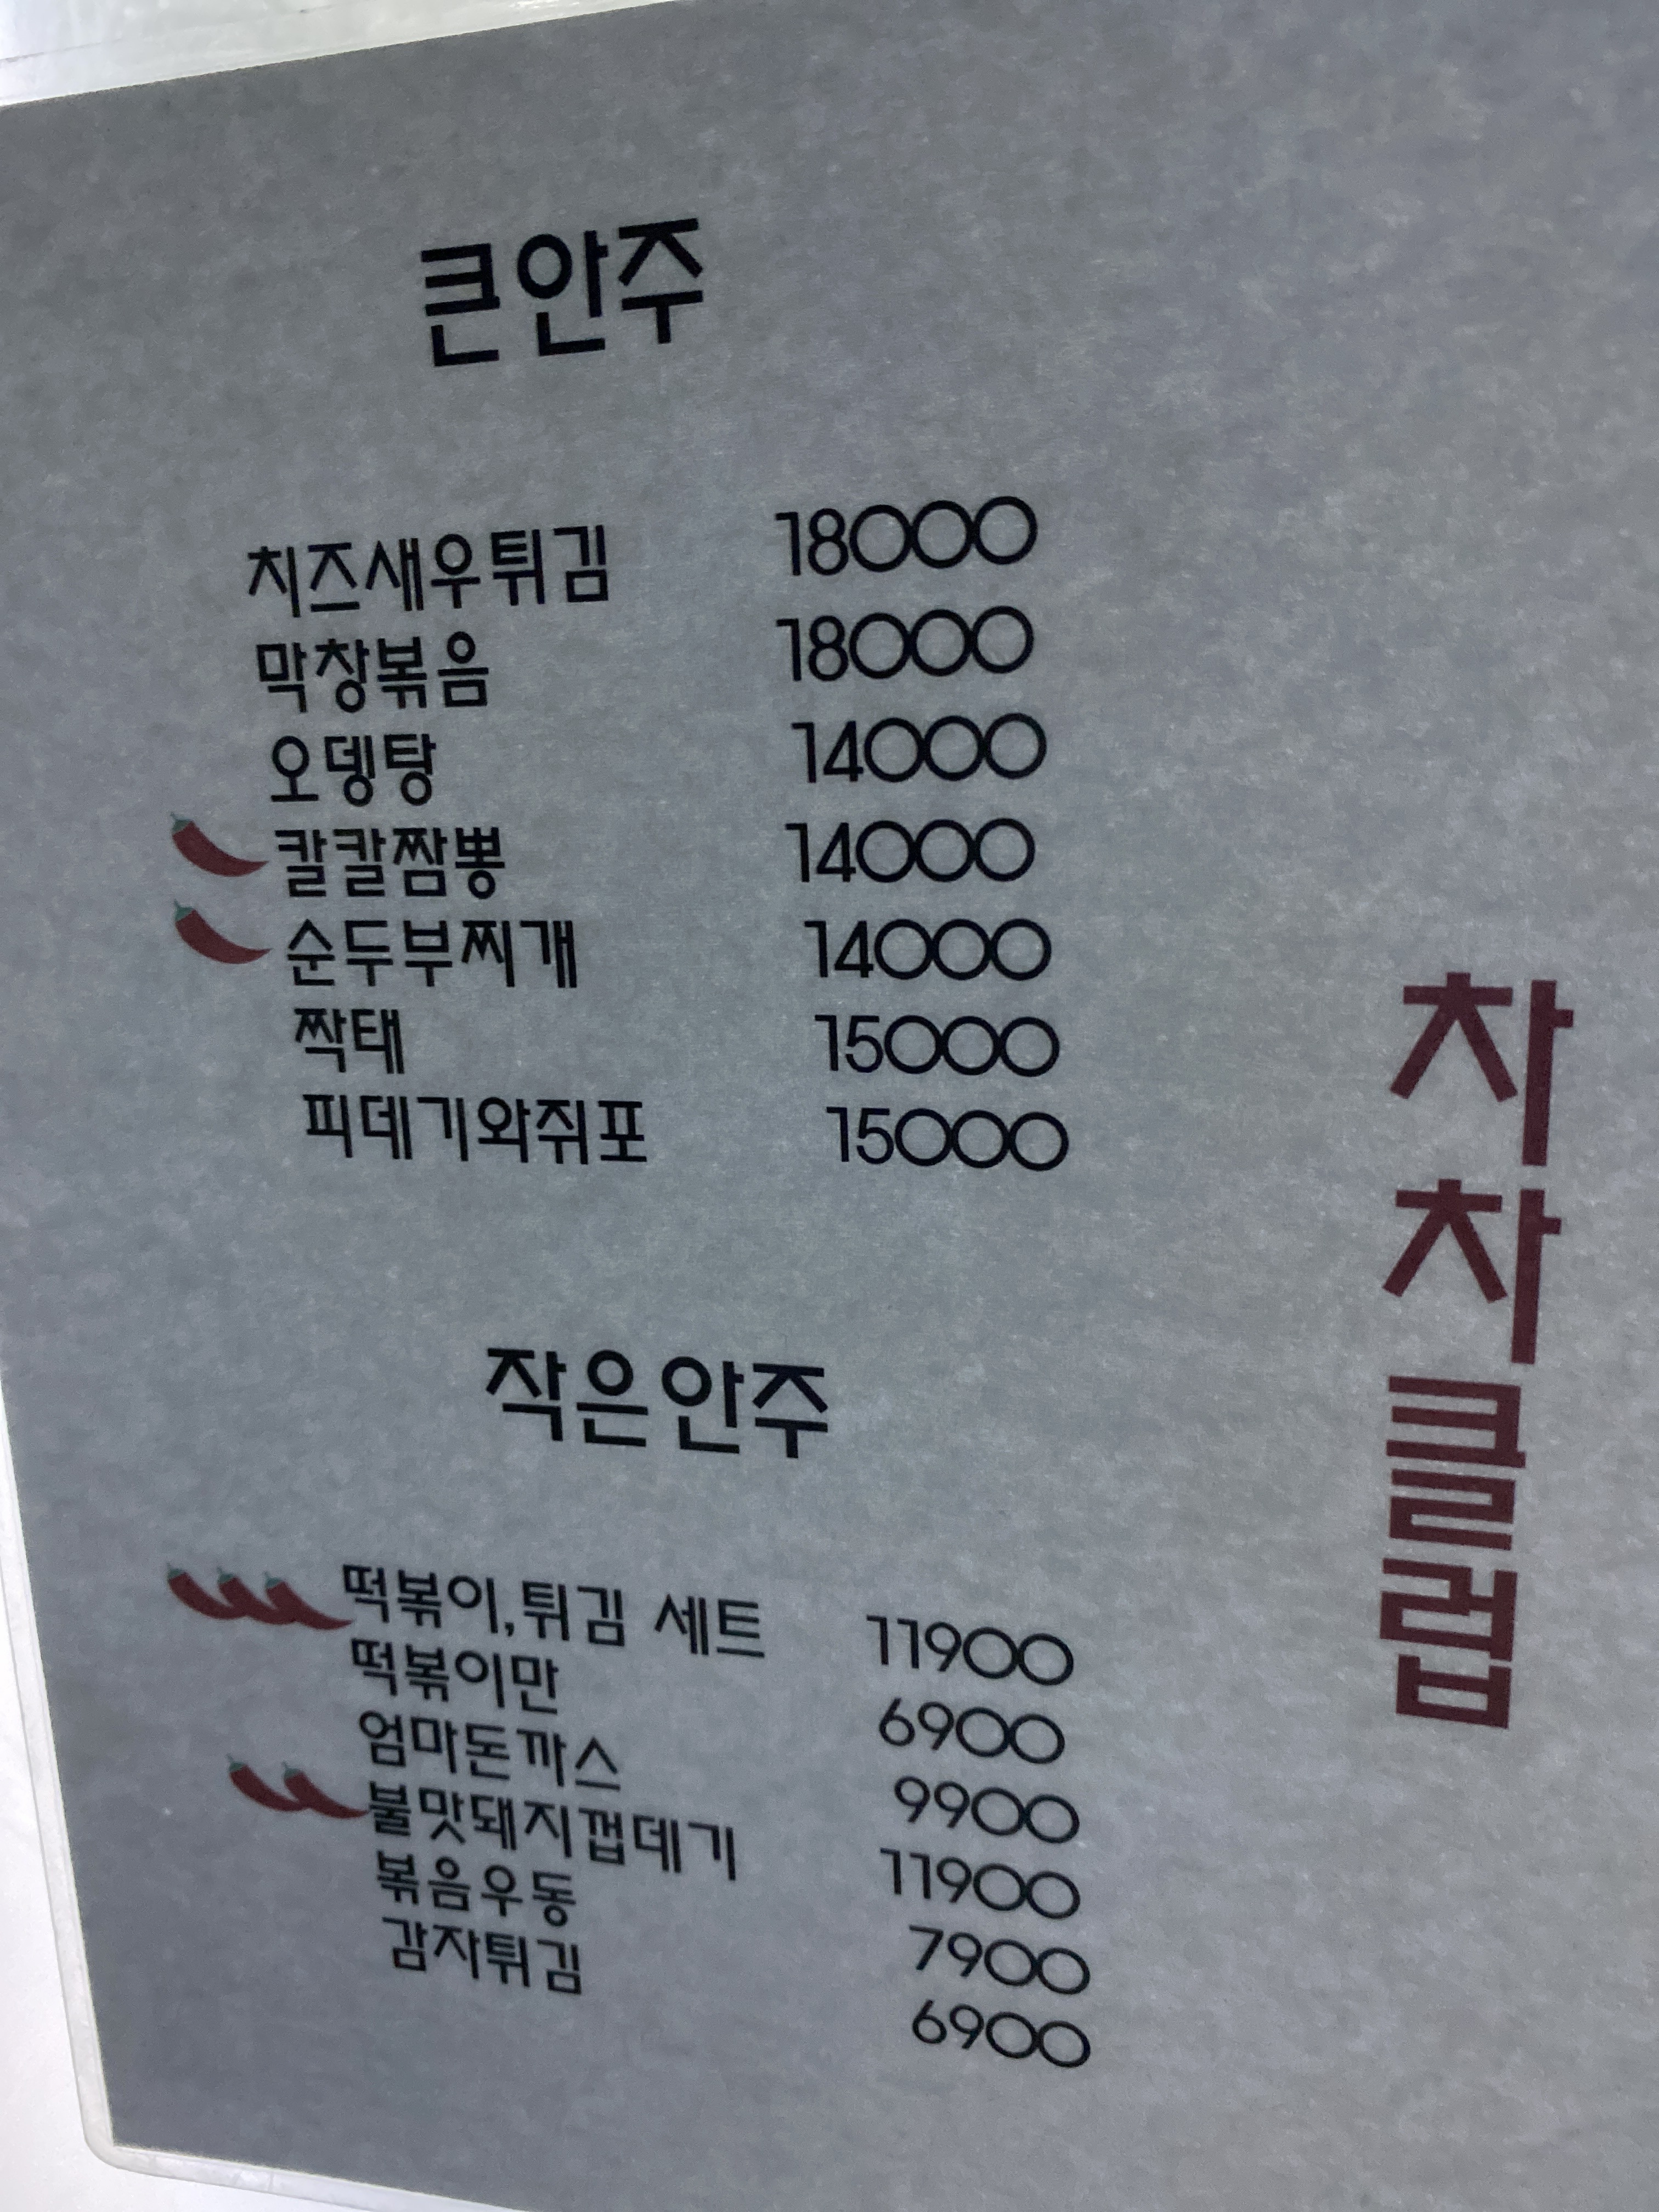 큰안주
치즈새우튀김 18000
막창볶음 18000
오뎅탕 14000
칼칼짬뽕 14000
순두부찌개 14000
짝태 15000
피데기와쥐포 15000
작은안주
떡볶이,튀김 세트 11900
떡볶이만 6900
엄마돈까스 9900
불맛돼지껍데기 11900
볶음우동 7900
감자튀김 6900
차차클럽